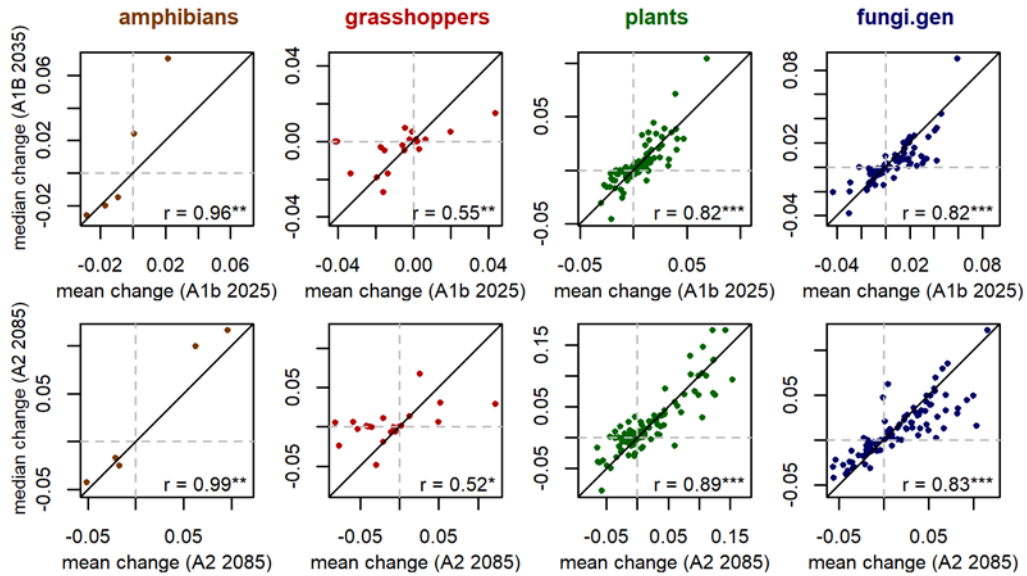 amphibians grasshoppers plants fungi.gen
median change (A1B 2035)
0.06
0.02
-0.02
r = 0.96**
-0.02 0.02 0.06
mean change (A1b 2025)
0.04
0.00
-0.04
r = 0.55**
-0.04 0.00 0.04
mean change (A1b 2025)
0.05
-0.05
r = 0.82***
-0.05 0.05
mean change (A1b 2025)
0.08
0.02
-0.04
r = 0.82***
-0.04 0.02 0.08
mean change (A1b 2025)
median change (A2 2085)
0.05
-0.05
r = 0.99**
-0.05 0.05
mean change (A2 2085)
0.05
-0.05
r = 0.52*
-0.05 0.05
mean change (A2 2085)
0.15
0.05
-0.05
r = 0.89***
-0.05 0.05 0.15
mean change (A2 2085)
0.05
-0.05
r = 0.83***
-0.05 0.05
mean change (A2 2085)